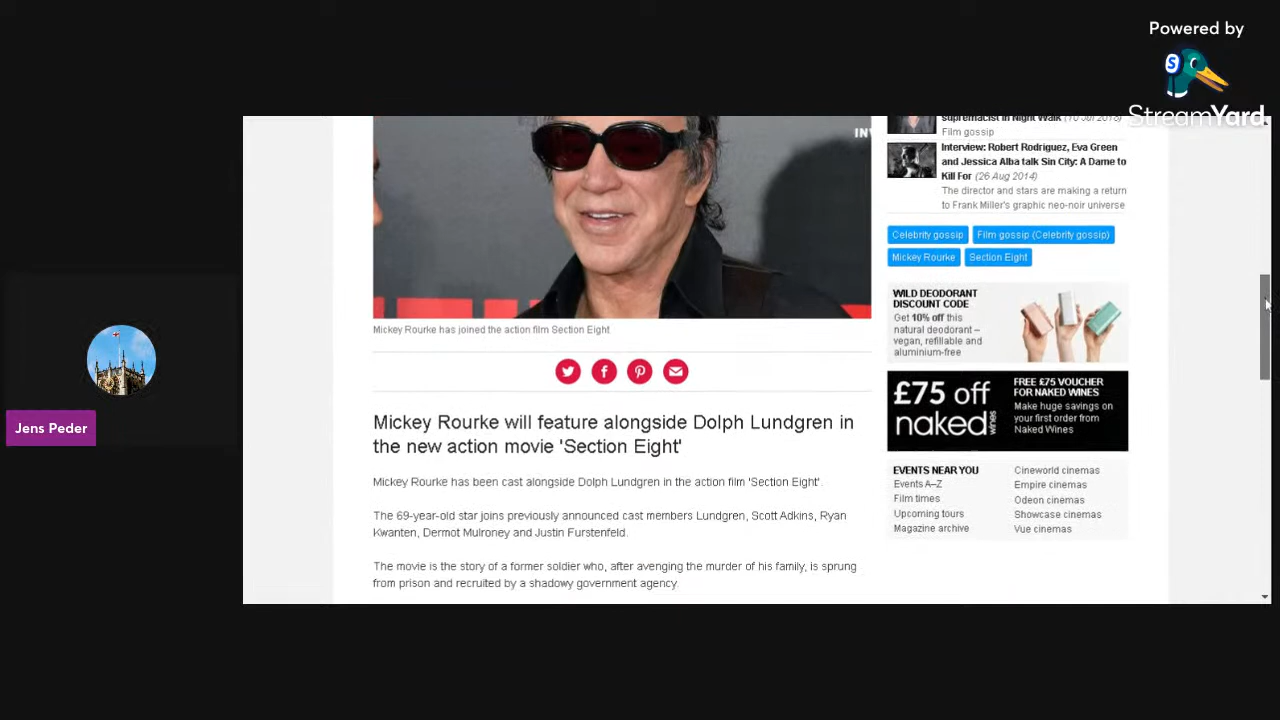 Powered by
StreamYard
Jens Peder
INV
Mickey Rourke has joined the action film Section Eight
Mickey Rourke will feature alongside Dolph Lundgren in
the new action movie 'Section Eight'
Mickey Rourke has been cast alongside Dolph Lundgren in the action film 'Section Eight'.
The 69-year-old star joins previously announced cast members Lundgren, Scott Adkins, Ryan
Kwanten, Dermot Mulroney and Justin Furstenfeld.
The movie is the story of a former soldier who, after avenging the murder of his family, is sprung
from prison and recruited by a shadowy government agency.
supremacist in Night Walk (10 Jul 2018)
Film gossip
Interview: Robert Rodriguez, Eva Green
and Jessica Alba talk Sin City: A Dame to
Kill For (26 Aug 2014)
The director and stars are making a return
to Frank Miller's graphic neo-noir universe
Celebrity gossip
Film gossip (Celebrity gossip)
Mickey Rourke
Section Eight
WILD DEODORANT
DISCOUNT CODE
Get 10% off this
natural deodorant –
vegan, refillable and
aluminium-free
£75 off
naked
wines
FREE £75 VOUCHER
FOR NAKED WINES
Make huge savings on
your first order from
Naked Wines
EVENTS NEAR YOU
Events A–Z
Film times
Upcoming tours
Magazine archive
Cineworld cinemas
Empire cinemas
Odeon cinemas
Showcase cinemas
Vue cinemas